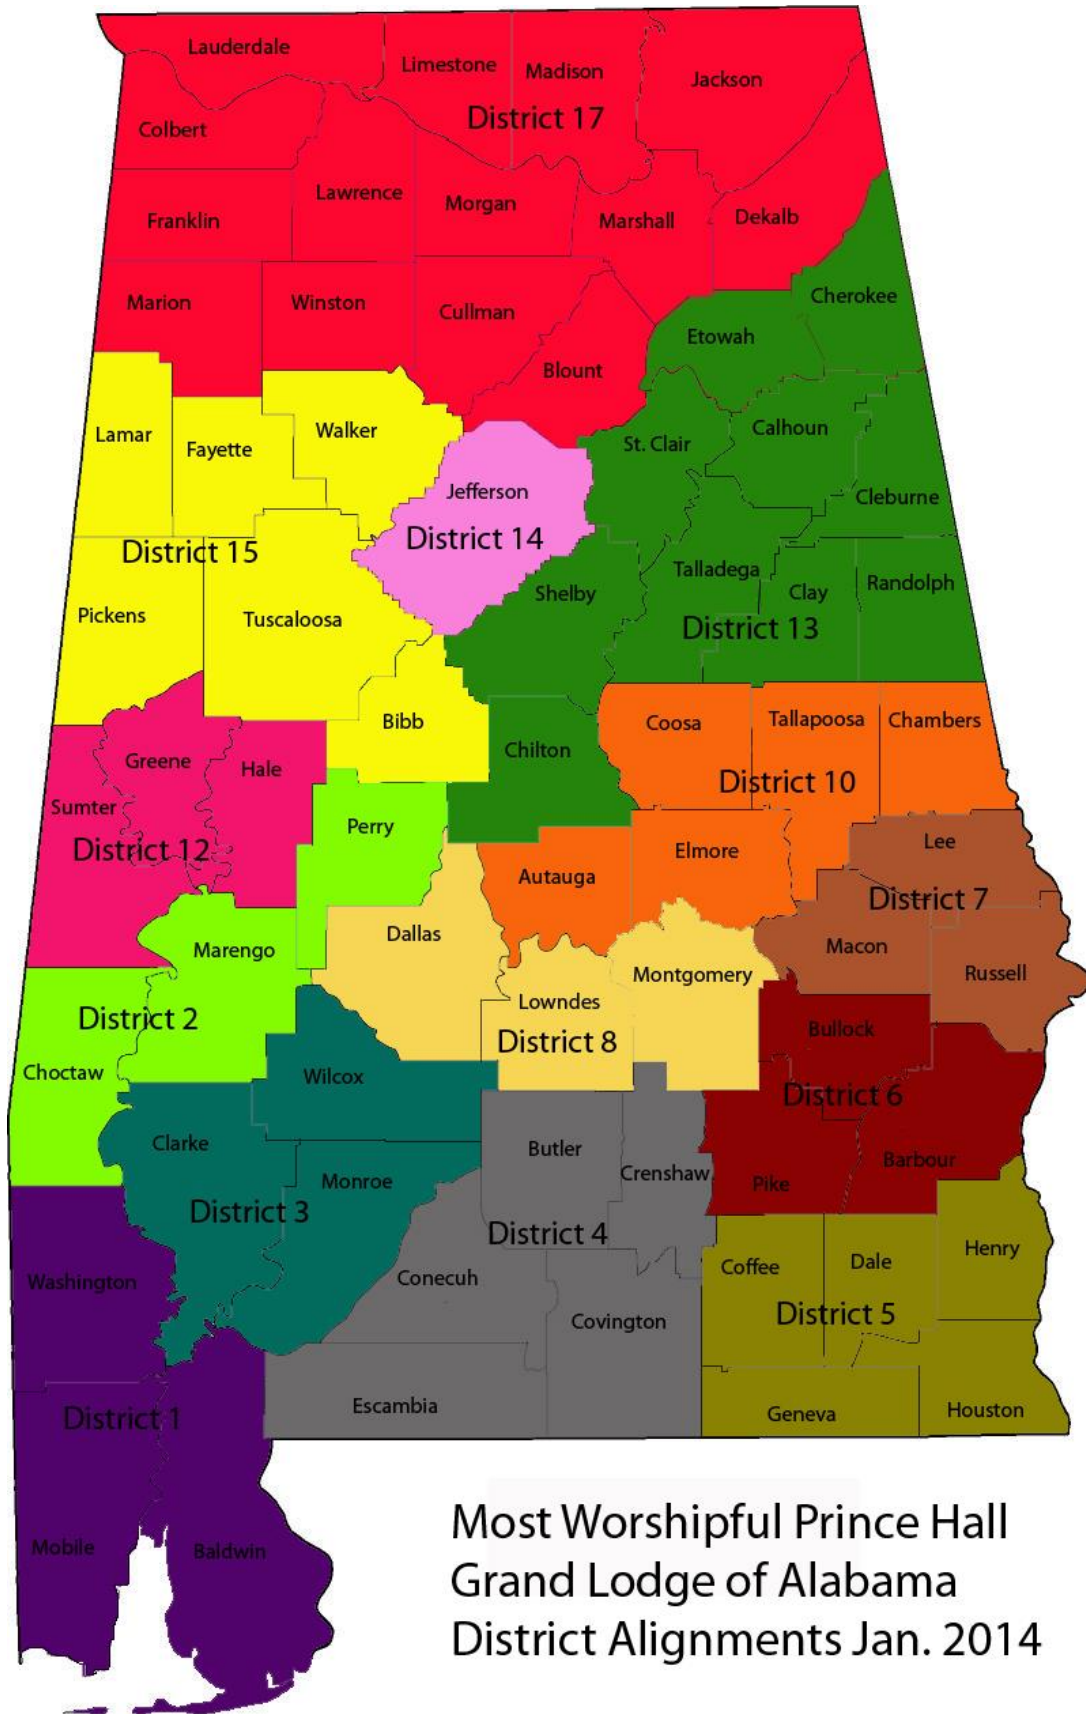 Lauderdale
Limestone
Madison
Jackson
District 17
Colbert
Lawrence
Morgan
Franklin
Marshall
Dekalb
Marion
Winston
Cullman
Cherokee
Etowah
Blount
Lamar
Fayette
Walker
St. Clair
Calhoun
Jefferson
Cleburne
District 14
District 15
Talladega
Randolph
Shelby
Clay
Pickens
Tuscaloosa
District 13
Bibb
Coosa
Tallapoosa
Chambers
Chilton
Greene
Hale
District 10
Sumter
Perry
District 12
Elmore
Lee
Autauga
District 7
Dallas
Marengo
Macon
Montgomery
Russell
Lowndes
District 2
Bullock
District 8
Choctaw
Wilcox
District 6
Clarke
Butler
Crenshaw
Barbour
Monroe
Pike
District 3
District 4
Henry
Washington
Conecuh
Coffee
Dale
Covington
District 5
Escambia
Geneva
Houston
District 1
Mobile
Baldwin
Most Worshipful Prince Hall
Grand Lodge of Alabama
District Alignments Jan. 2014